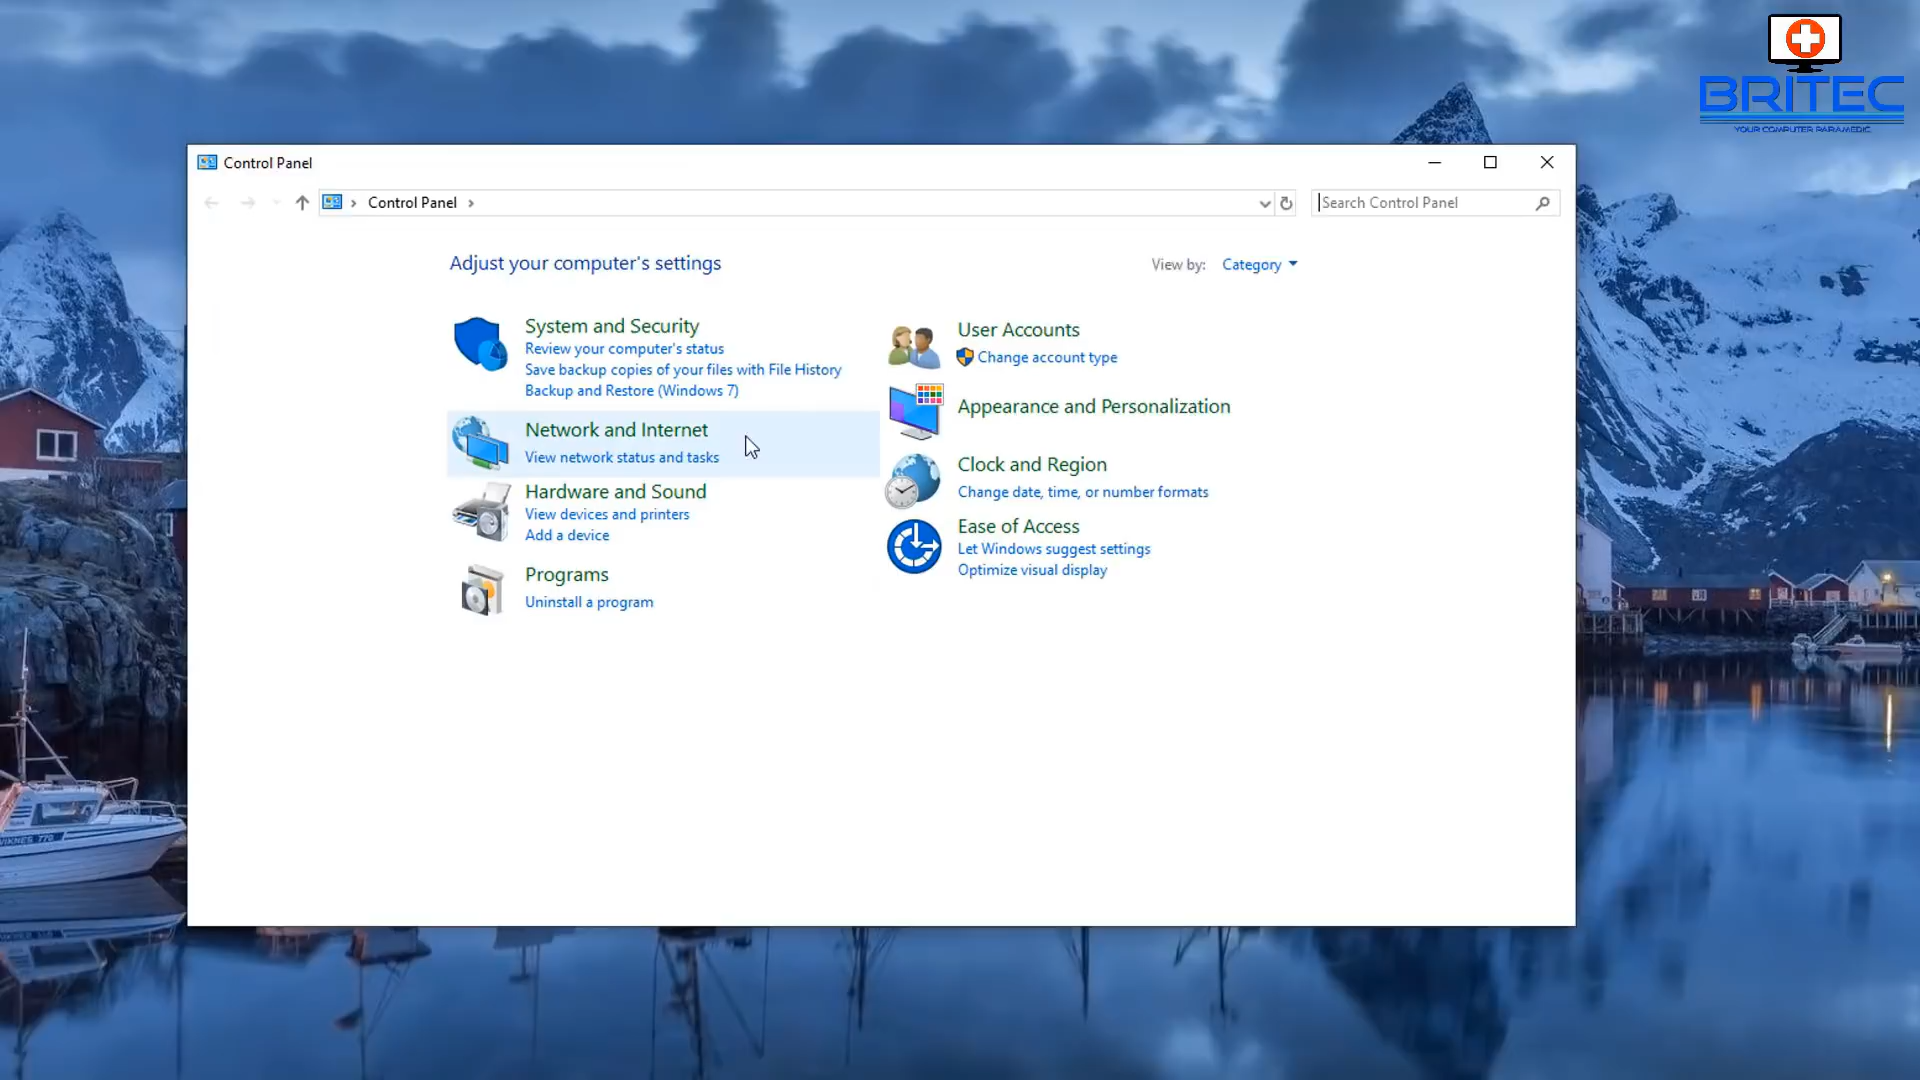 BRITEC
YOUR COMPUTER PARAMEDIC
Control Panel
Control Panel
Search Control Panel
Adjust your computer's settings
View by: Category
System and Security
Review your computer's status
Save backup copies of your files with File History
Backup and Restore (Windows 7)
Network and Internet
View network status and tasks
Hardware and Sound
View devices and printers
Add a device
Programs
Uninstall a program
User Accounts
Change account type
Appearance and Personalization
Clock and Region
Change date, time, or number formats
Ease of Access
Let Windows suggest settings
Optimize visual display
VIKNES 770